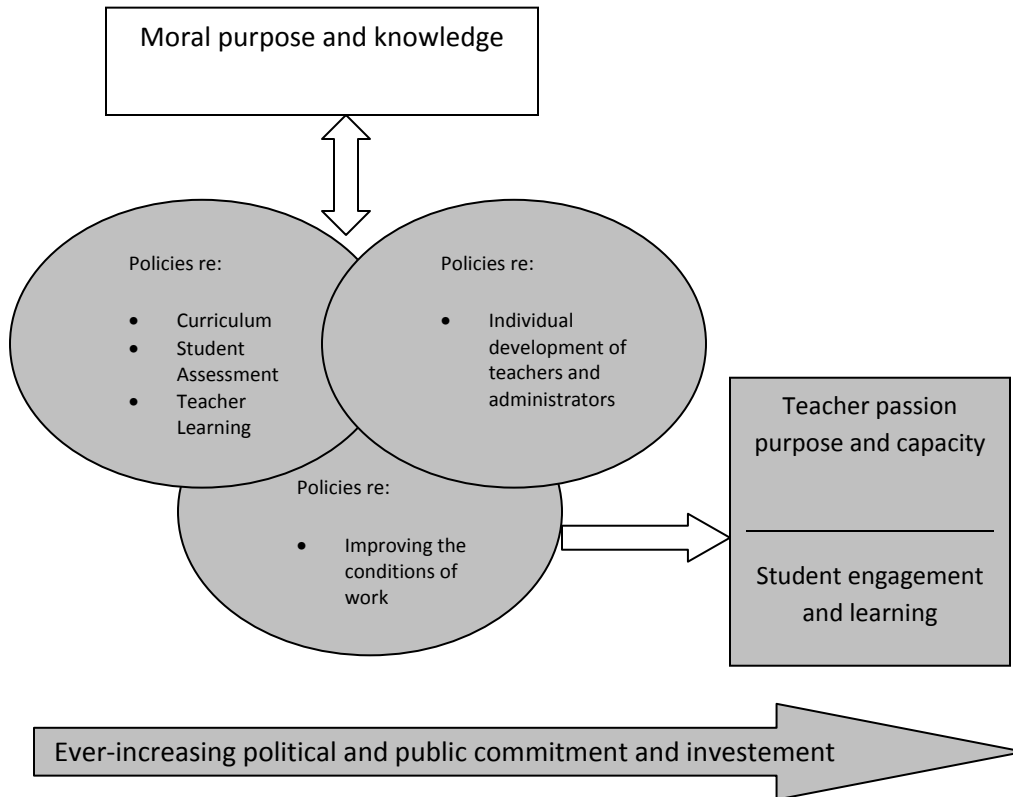 Moral purpose and knowledge
Policies re:
• Curriculum
• Student
Assessment
• Teacher
Learning
Policies re:
• Individual
development of
teachers and
administrators
Policies re:
• Improving the
conditions of
work
Teacher passion
purpose and capacity
Student engagement
and learning
Ever-increasing political and public commitment and investement